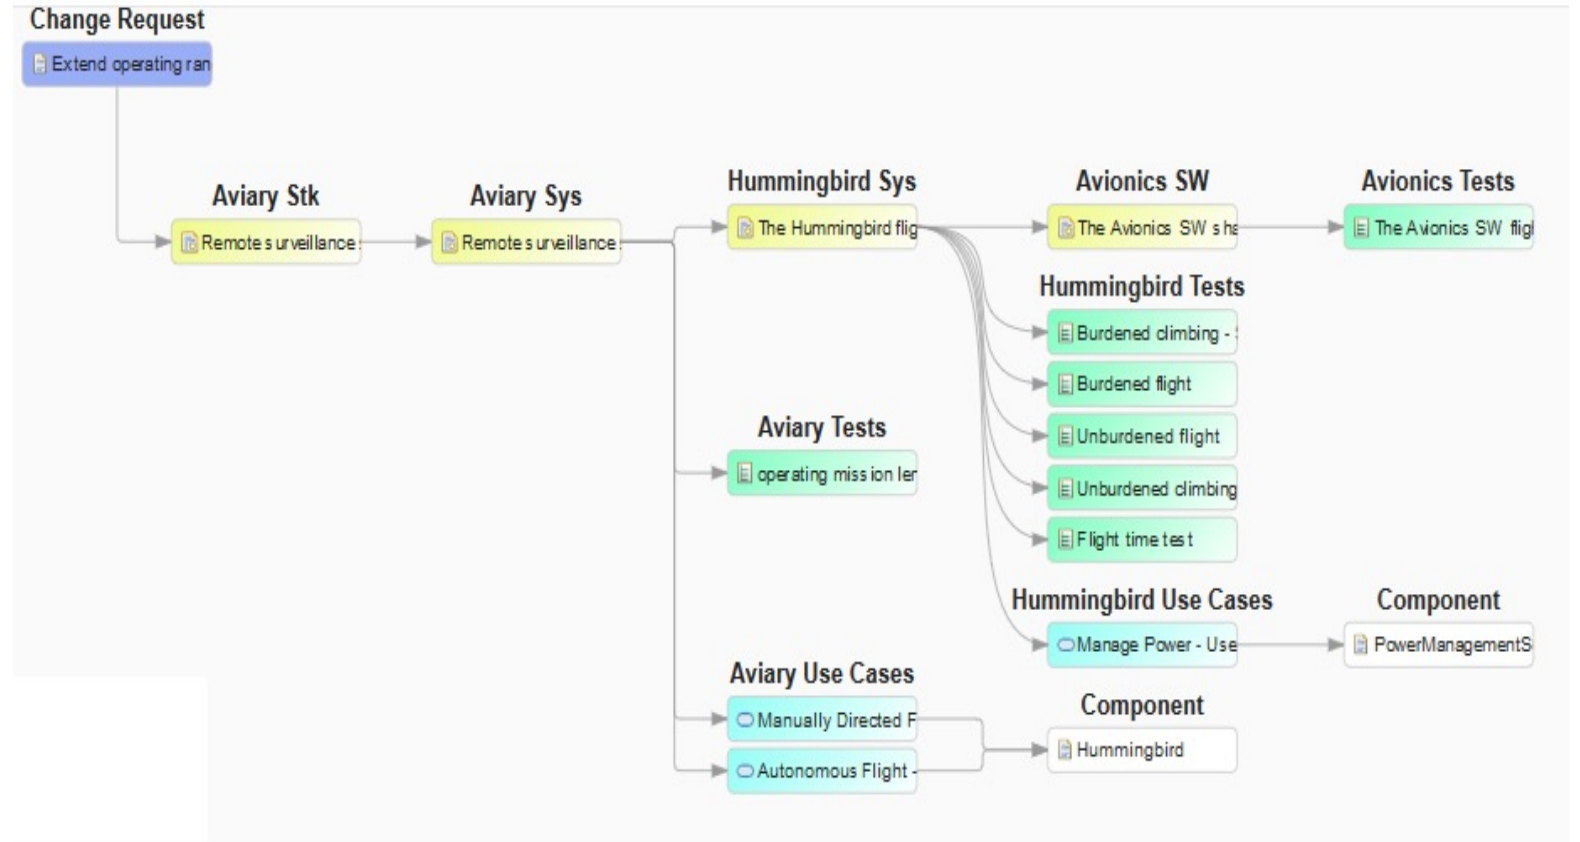 Change Request
Extend operating ran
Aviary Stk
Remote surveillance
Aviary Sys
Remote surveillance
Hummingbird Sys
The Hummingbird flig
Avionics SW
The Avionics SW sha
Avionics Tests
The Avionics SW flig
Hummingbird Tests
Burdened climbing -
Burdened flight
Unburdened flight
Unburdened climbing
Flight time test
Aviary Tests
operating mission len
Hummingbird Use Cases
Manage Power - Use
Component
PowerManagementS
Aviary Use Cases
Manually Directed F
Autonomous Flight -
Component
Hummingbird